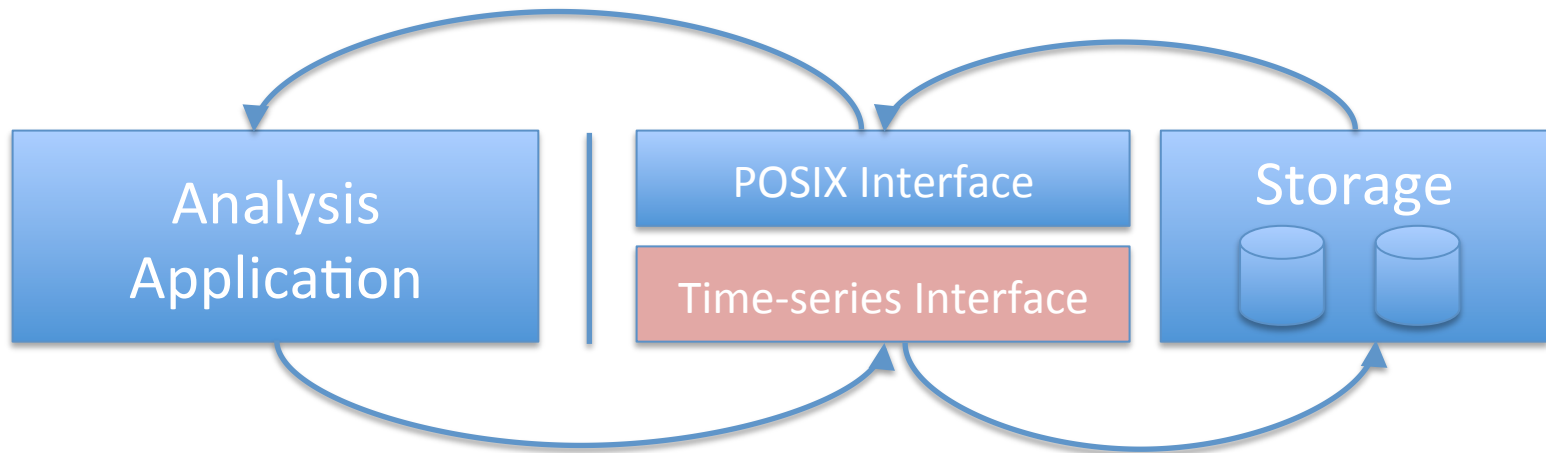 Analysis
Application
POSIX Interface
Time-series Interface
Storage